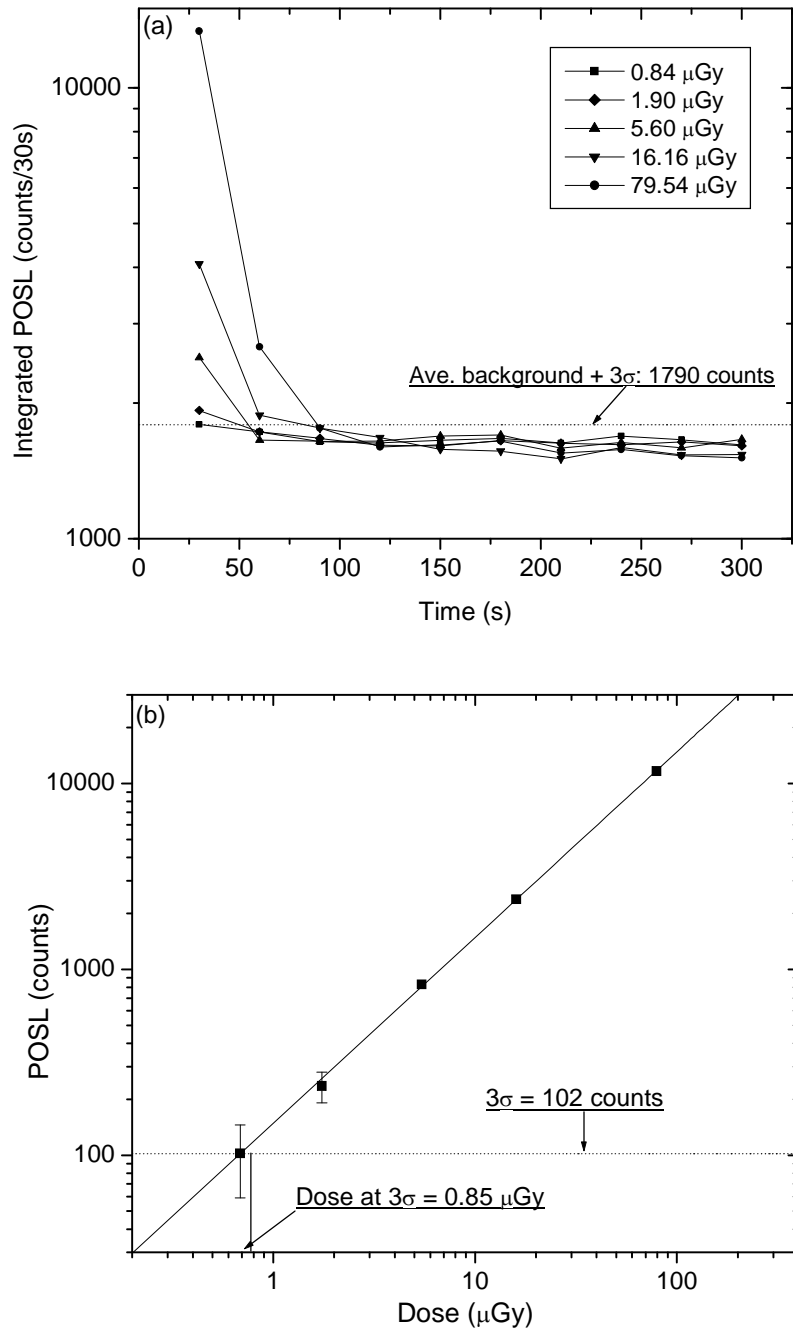 (a)
10000
1000
Integrated POSL (counts/30s)
0.84 μGy
1.90 μGy
5.60 μGy
16.16 μGy
79.54 μGy
Ave. background + 3σ: 1790 counts
0 50 100 150 200 250 300
Time (s)
(b)
10000
1000
100
POSL (counts)
3σ = 102 counts
Dose at 3σ = 0.85 μGy
1 10 100
Dose (μGy)